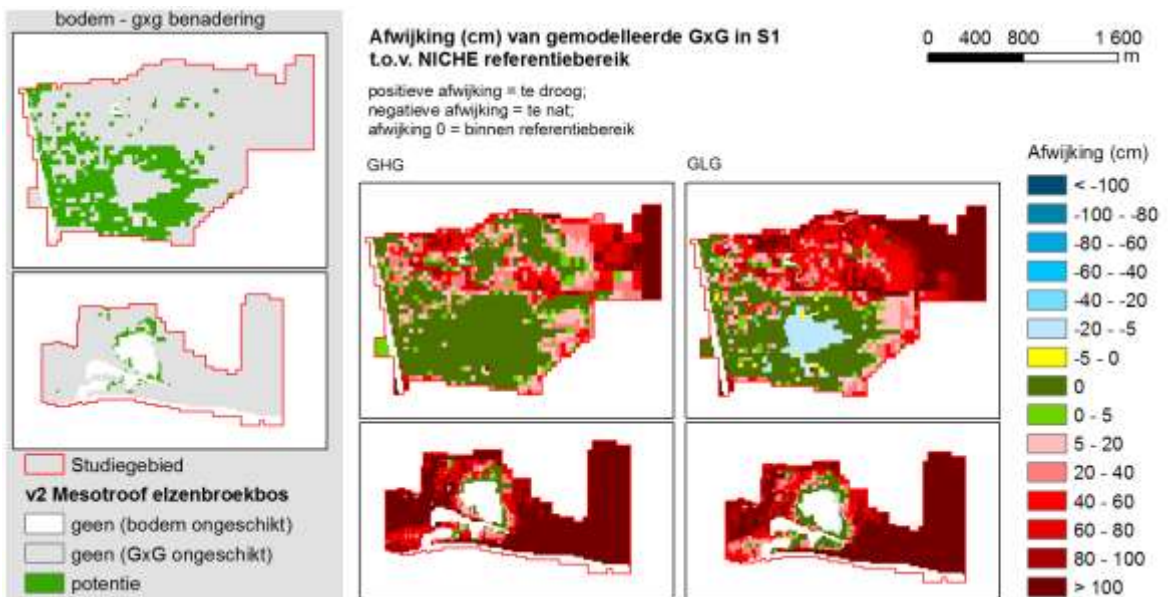 bodem - gxg benadering
Studiegebied
v2 Mesotroof elzenbroekbos
geen (bodem ongeschikt)
geen (GxG ongeschikt)
potentie
Afwijking (cm) van gemodelleerde GxG in S1
t.o.v. NICHE referentiebereik
positieve afwijking = te droog;
negatieve afwijking = te nat;
afwijking 0 = binnen referentiebereik
0 400 800 1 600
m
GHG
GLG
Afwijking (cm)
< -100
-100 - -80
-80 - -60
-60 - -40
-40 - -20
-20 - -5
-5 - 0
0
0 - 5
5 - 20
20 - 40
40 - 60
60 - 80
80 - 100
> 100